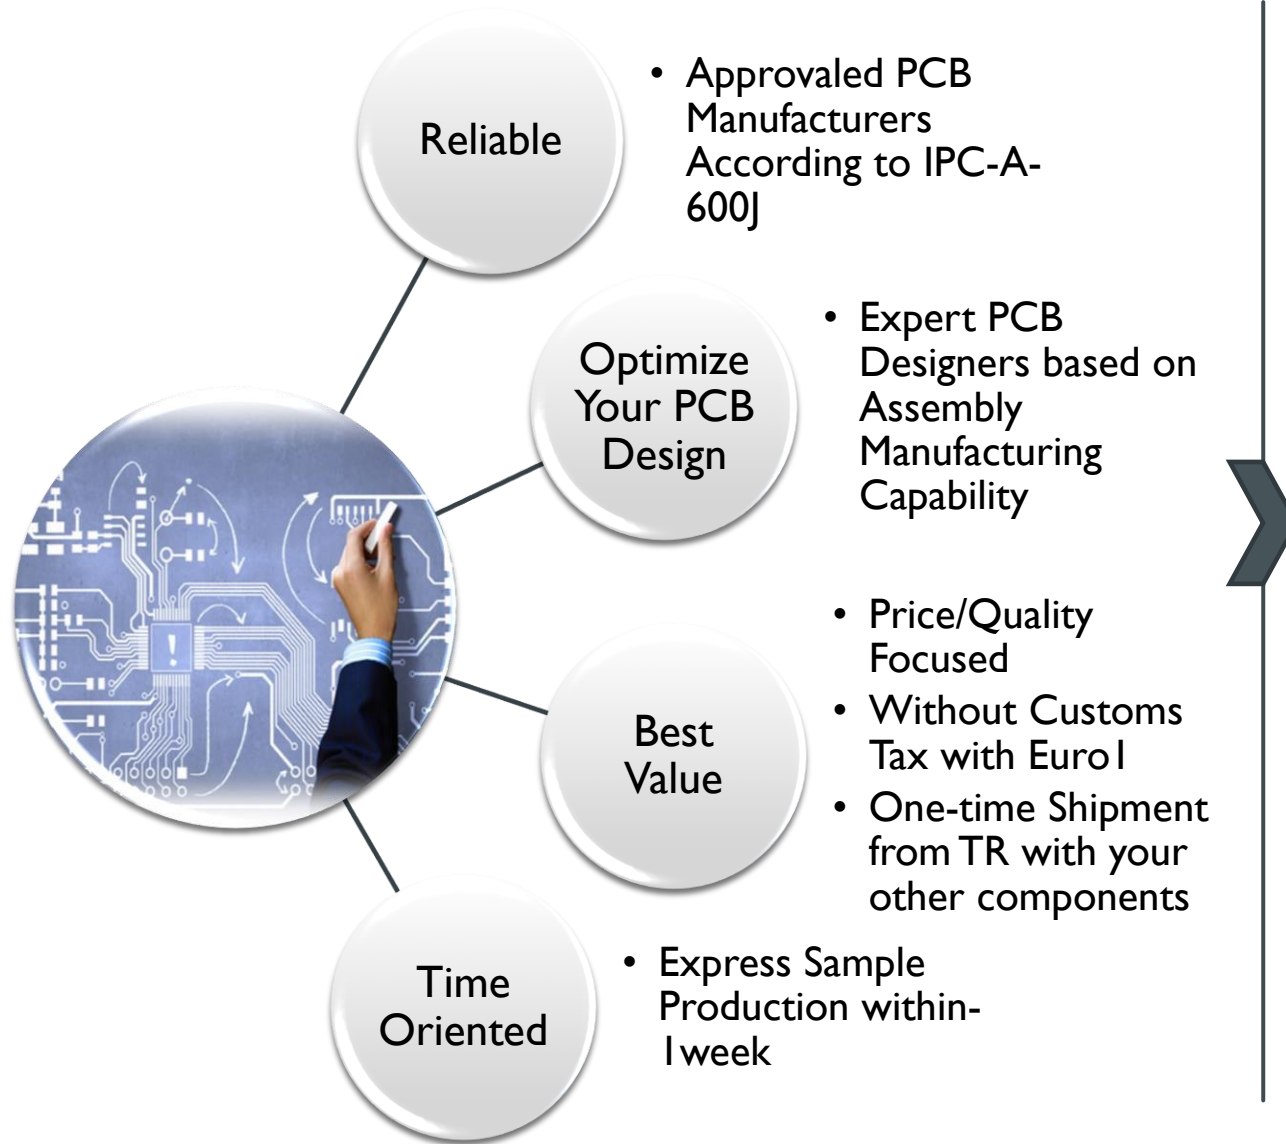 Reliable
• Approvaled PCB
Manufacturers
According to IPC-A-
600J
Optimize
Your PCB
Design
• Expert PCB
Designers based on
Assembly
Manufacturing
Capability
Best
Value
• Price/Quality
Focused
• Without Customs
Tax with Euro1
• One-time Shipment
from TR with your
other components
Time
Oriented
• Express Sample
Production within-
1week
!